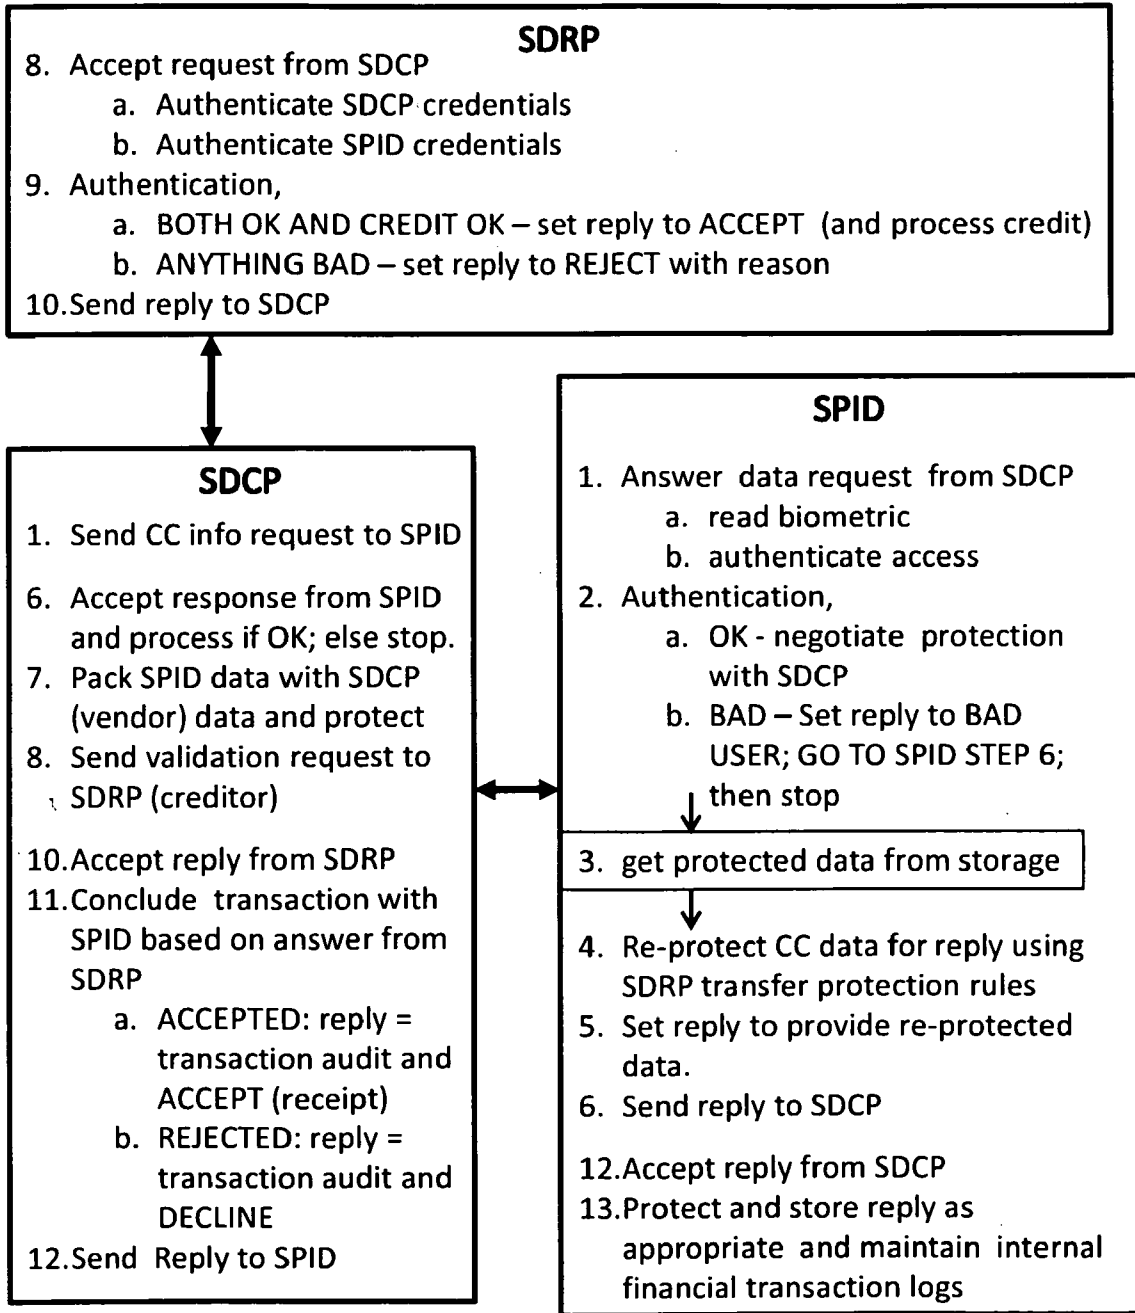 SDRP
8. Accept request from SDCP
a. Authenticate SDCP credentials
b. Authenticate SPID credentials
9. Authentication,
a. BOTH OK AND CREDIT OK – set reply to ACCEPT (and process credit)
b. ANYTHING BAD – set reply to REJECT with reason
10.Send reply to SDCP
SDCP
1. Send CC info request to SPID
6. Accept response from SPID
and process if OK; else stop.
7. Pack SPID data with SDCP
(vendor) data and protect
8. Send validation request to
SDRP (creditor)
10.Accept reply from SDRP
11.Conclude transaction with
SPID based on answer from
SDRP
a. ACCEPTED: reply =
transaction audit and
ACCEPT (receipt)
b. REJECTED: reply =
transaction audit and
DECLINE
12.Send Reply to SPID
SPID
1. Answer data request from SDCP
a. read biometric
b. authenticate access
2. Authentication,
a. OK - negotiate protection
with SDCP
b. BAD – Set reply to BAD
USER; GO TO SPID STEP 6;
then stop
3. get protected data from storage
4. Re-protect CC data for reply using
SDRP transfer protection rules
5. Set reply to provide re-protected
data.
6. Send reply to SDCP
12.Accept reply from SDCP
13.Protect and store reply as
appropriate and maintain internal
financial transaction logs